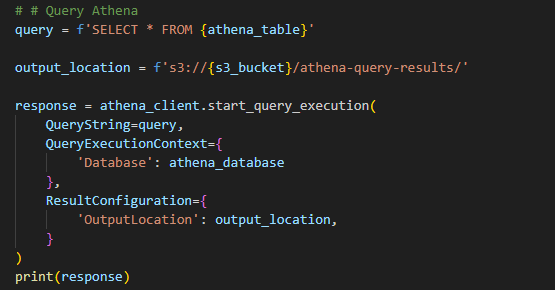 # # Query Athena
query = f'SELECT * FROM {athena_table}'
output_location = f's3://{s3_bucket}/athena-query-results/'
response = athena_client.start_query_execution(
    QueryString=query,
    QueryExecutionContext={
        'Database': athena_database
    },
    ResultConfiguration={
        'OutputLocation': output_location,
    }
)
print(response)